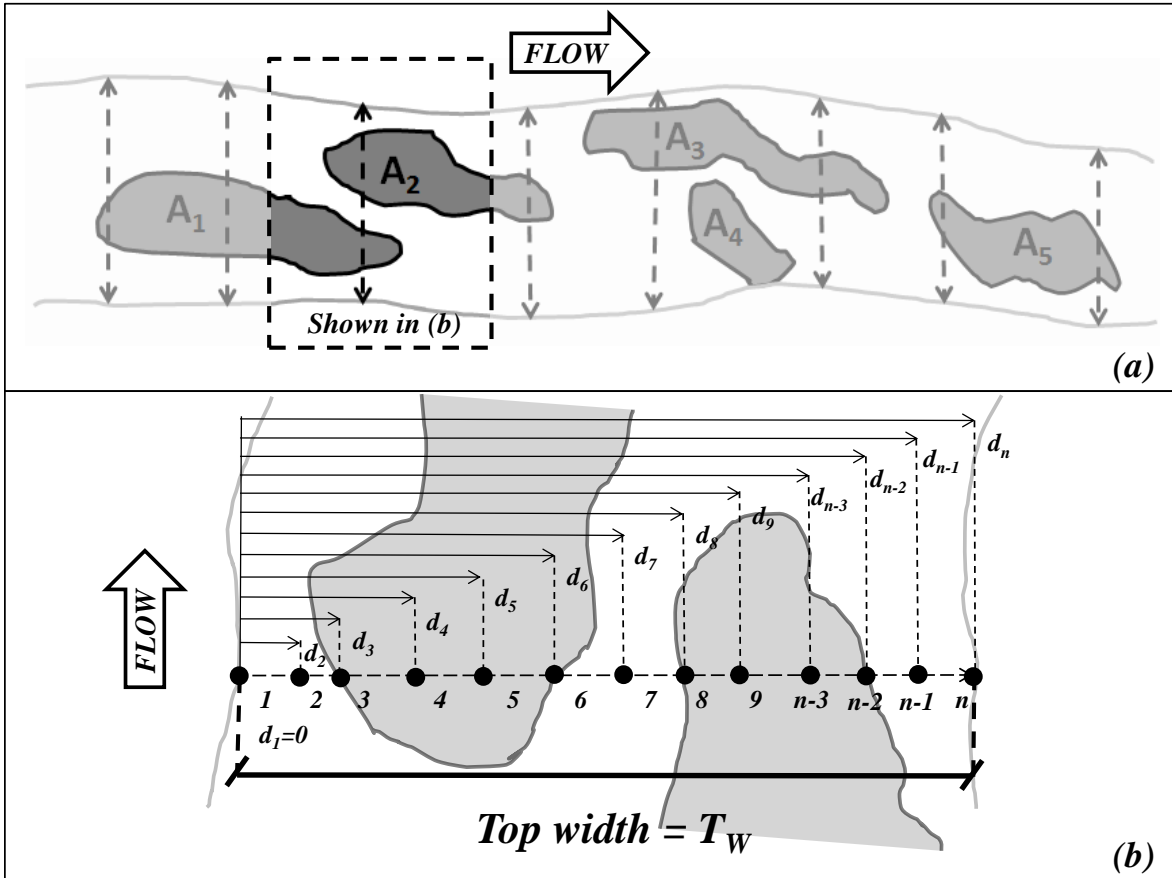 FLOW
A₁
A₂
A₃
A₄
A₅
Shown in (b)
(a)
FLOW
dₙ
dₙ₋₁
dₙ₋₂
dₙ₋₃
d₉
d₈
d₇
d₆
d₅
d₄
d₃
d₂
1 2 3 4 5 6 7 8 9 n-3 n-2 n-1 n
d₁=0
Top width = T_W
(b)